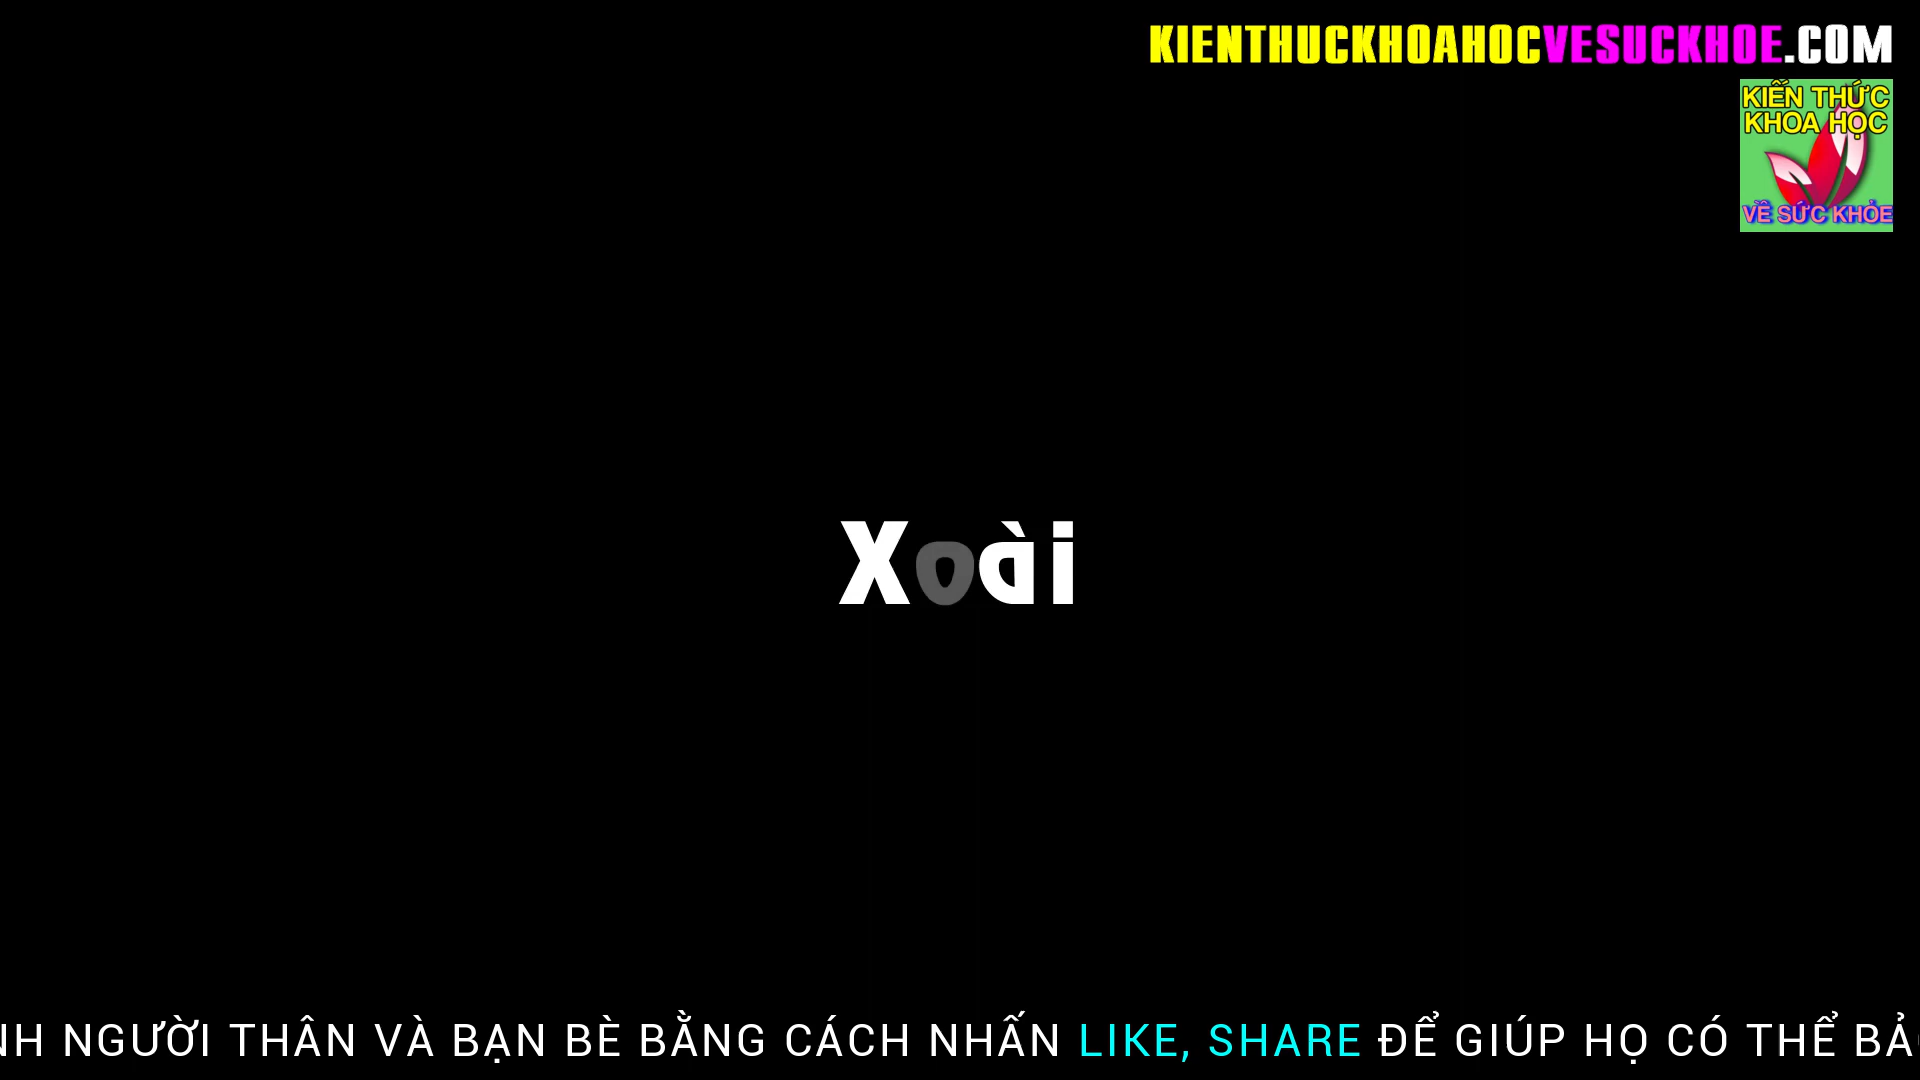 KIENTHUCKHOAHOCVESUCKHOE.COM
KIẾN THỨC
KHOA HỌC
VỀ SỨC KHỎE
Xoài
NH NGƯỜI THÂN VÀ BẠN BÈ BẰNG CÁCH NHẤN LIKE, SHARE ĐỂ GIÚP HỌ CÓ THỂ BẢ